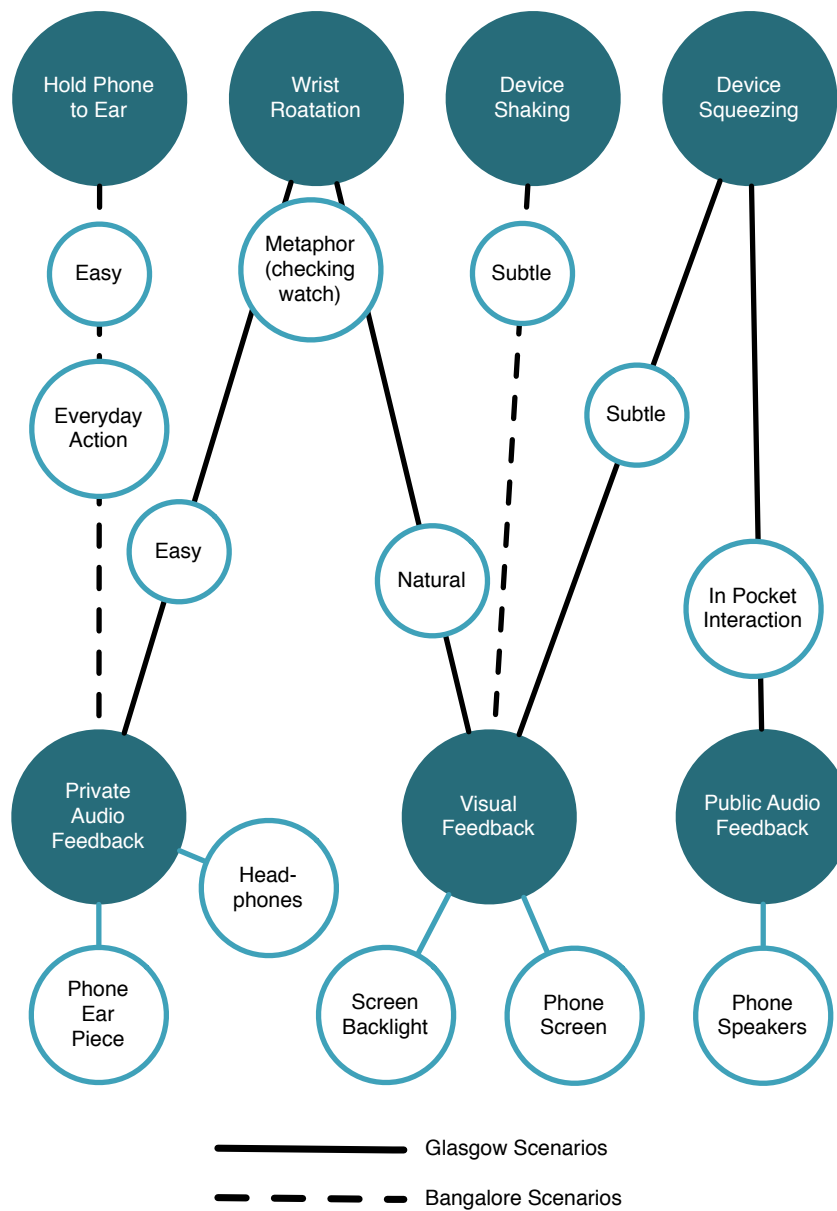 Hold Phone
to Ear
Wrist
Roatation
Device
Shaking
Device
Squeezing
Easy
Metaphor
(checking
watch)
Subtle
Everyday
Action
Subtle
Easy
Natural
In Pocket
Interaction
Private
Audio
Feedback
Visual
Feedback
Public Audio
Feedback
Head-
phones
Phone
Ear
Piece
Screen
Backlight
Phone
Screen
Phone
Speakers
Glasgow Scenarios
Bangalore Scenarios